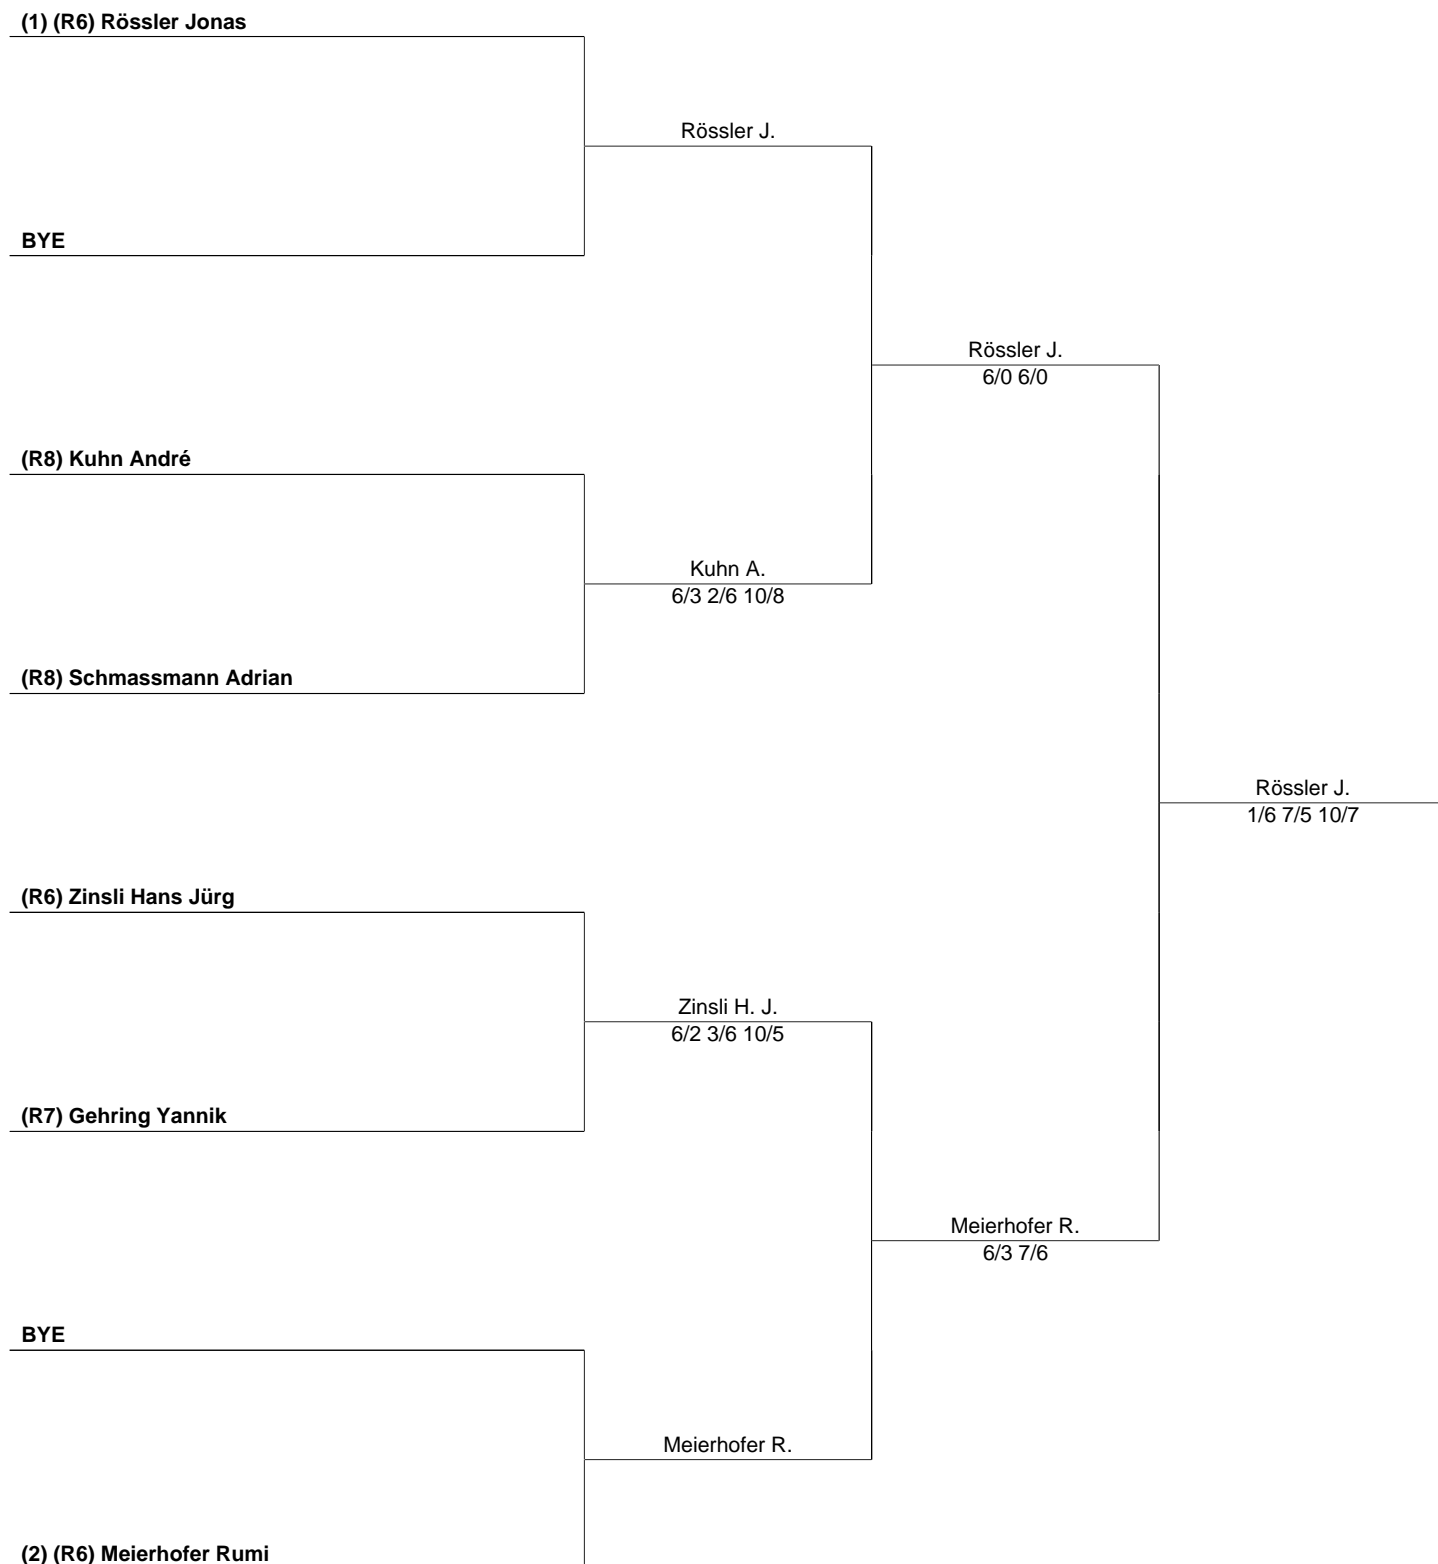 (1) (R6) Rössler Jonas
Rössler J.
BYE
Rössler J.
6/0 6/0
(R8) Kuhn André
Kuhn A.
6/3 2/6 10/8
(R8) Schmassmann Adrian
Rössler J.
1/6 7/5 10/7
(R6) Zinsli Hans Jürg
Zinsli H. J.
6/2 3/6 10/5
(R7) Gehring Yannik
Meierhofer R.
6/3 7/6
BYE
Meierhofer R.
(2) (R6) Meierhofer Rumi